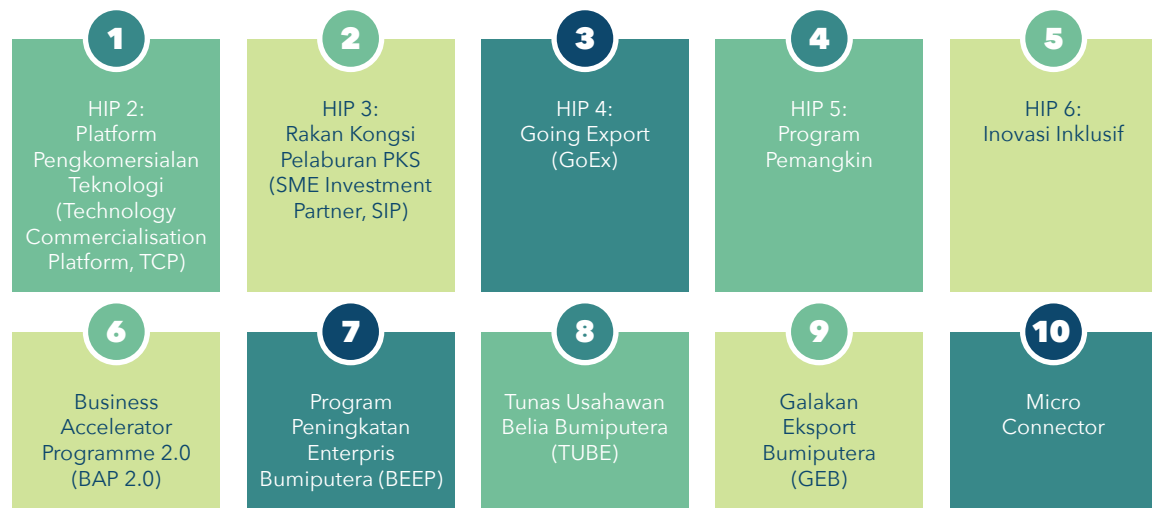 1
HIP 2:
Platform
Pengkomersialan
Teknologi
(Technology
Commercialisation
Platform, TCP)
2
HIP 3:
Rakan Kongsi
Pelaburan PKS
(SME Investment
Partner, SIP)
3
HIP 4:
Going Export
(GoEx)
4
HIP 5:
Program
Pemangkin
5
HIP 6:
Inovasi Inklusif
6
Business
Accelerator
Programme 2.0
(BAP 2.0)
7
Program
Peningkatan
Enterpris
Bumiputera (BEEP)
8
Tunas Usahawan
Belia Bumiputera
(TUBE)
9
Galakan
Eksport
Bumiputera
(GEB)
10
Micro
Connector